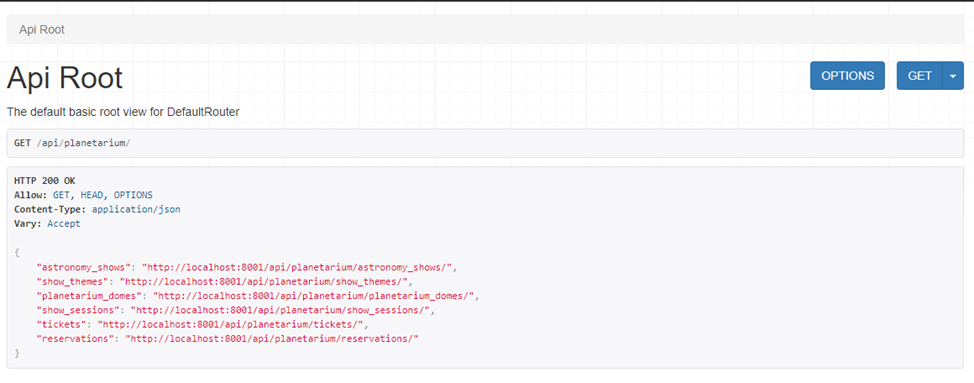 Api Root
Api Root
OPTIONS
GET
The default basic root view for DefaultRouter
GET /api/planetarium/
HTTP 200 OK
Allow: GET, HEAD, OPTIONS
Content-Type: application/json
Vary: Accept
{
"astronomy_shows": "http://localhost:8001/api/planetarium/astronomy_shows/",
"show_themes": "http://localhost:8001/api/planetarium/show_themes/",
"planetarium_domes": "http://localhost:8001/api/planetarium/planetarium_domes/",
"show_sessions": "http://localhost:8001/api/planetarium/show_sessions/",
"tickets": "http://localhost:8001/api/planetarium/tickets/",
"reservations": "http://localhost:8001/api/planetarium/reservations/"
}